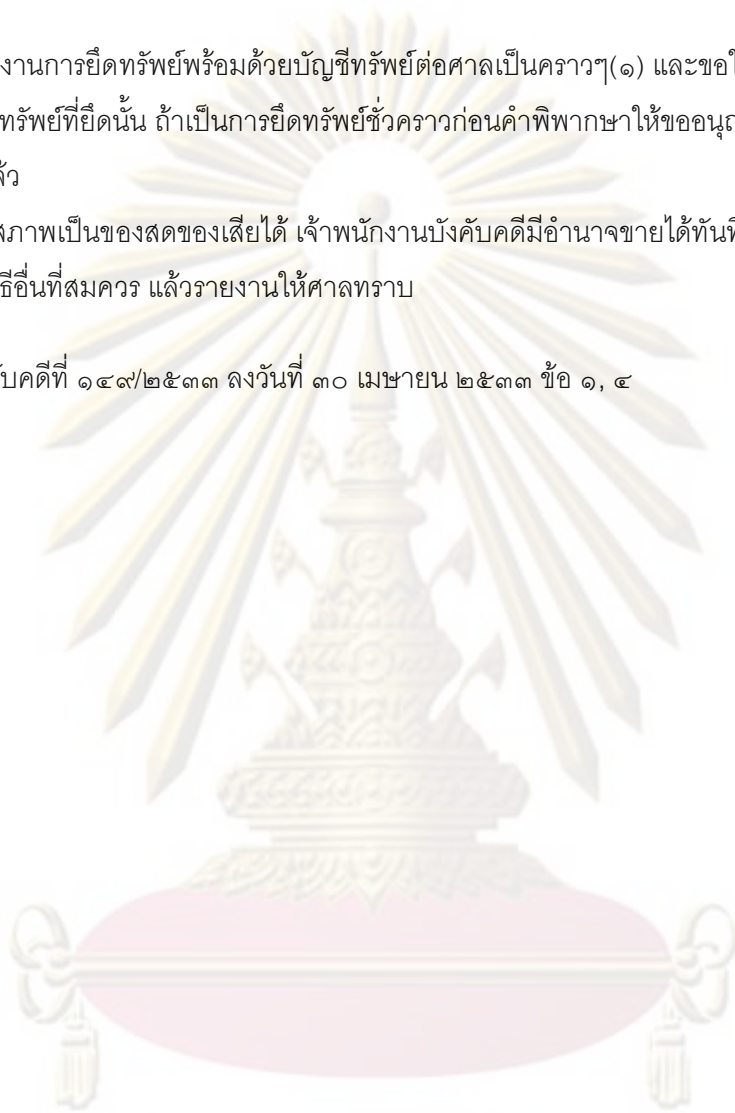 งานการยึดทรัพย์พร้อมด้วยบัญชีทรัพย์ต่อศาลเป็นคราวๆ(๑) และขอใ
ทรัพย์ที่ยึดนั้น ถ้าเป็นการยึดทรัพย์ชั่วคราวก่อนคำพิพากษาให้ขออนุญ
ล้ว
สภาพเป็นของสดของเสียได้ เจ้าพนักงานบังคับคดีมีอำนาจขายได้ทันที
ธีอื่นที่สมควร แล้วรายงานให้ศาลทราบ
ับคดีที่ ๑๔๙/๒๕๓๓ ลงวันที่ ๓๐ เมษายน ๒๕๓๓ ข้อ ๑, ๔